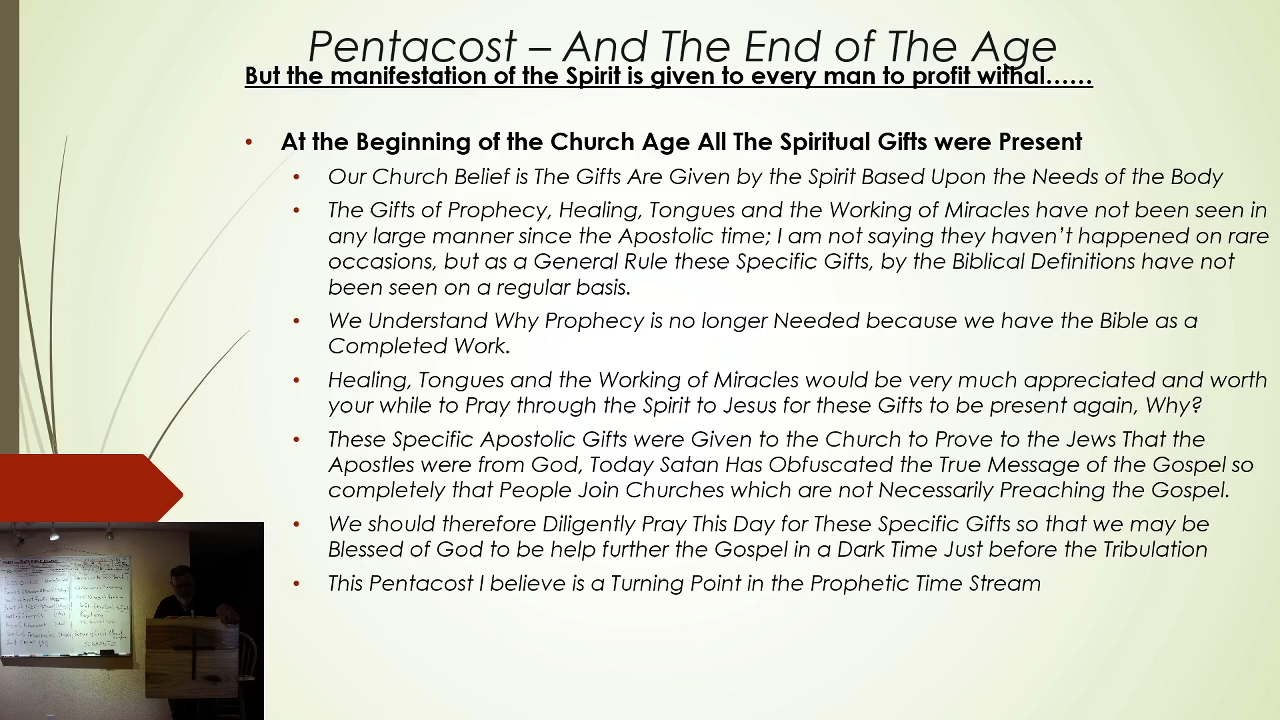 Pentacost – And The End of The Age
But the manifestation of the Spirit is given to every man to profit withal……
• At the Beginning of the Church Age All The Spiritual Gifts were Present
• Our Church Belief is The Gifts Are Given by the Spirit Based Upon the Needs of the Body
• The Gifts of Prophecy, Healing, Tongues and the Working of Miracles have not been seen in
any large manner since the Apostolic time; I am not saying they haven’t happened on rare
occasions, but as a General Rule these Specific Gifts, by the Biblical Definitions have not
been seen on a regular basis.
• We Understand Why Prophecy is no longer Needed because we have the Bible as a
Completed Work.
• Healing, Tongues and the Working of Miracles would be very much appreciated and worth
your while to Pray through the Spirit to Jesus for these Gifts to be present again, Why?
• These Specific Apostolic Gifts were Given to the Church to Prove to the Jews That the
Apostles were from God, Today Satan Has Obfuscated the True Message of the Gospel so
completely that People Join Churches which are not Necessarily Preaching the Gospel.
• We should therefore Diligently Pray This Day for These Specific Gifts so that we may be
Blessed of God to be help further the Gospel in a Dark Time Just before the Tribulation
• This Pentacost I believe is a Turning Point in the Prophetic Time Stream